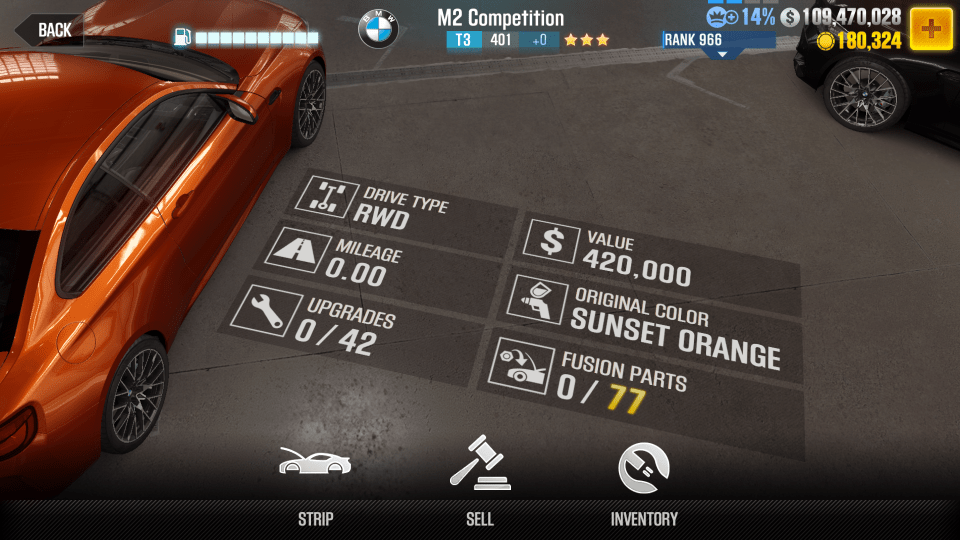 BACK
BMW
M2 Competition
T3 401 +0
14% $ 109,470,028
RANK 966
180,324
DRIVE TYPE
RWD
MILEAGE
0.00
UPGRADES
0 / 42
$ VALUE
420,000
ORIGINAL COLOR
SUNSET ORANGE
FUSION PARTS
0 / 77
STRIP
SELL
INVENTORY